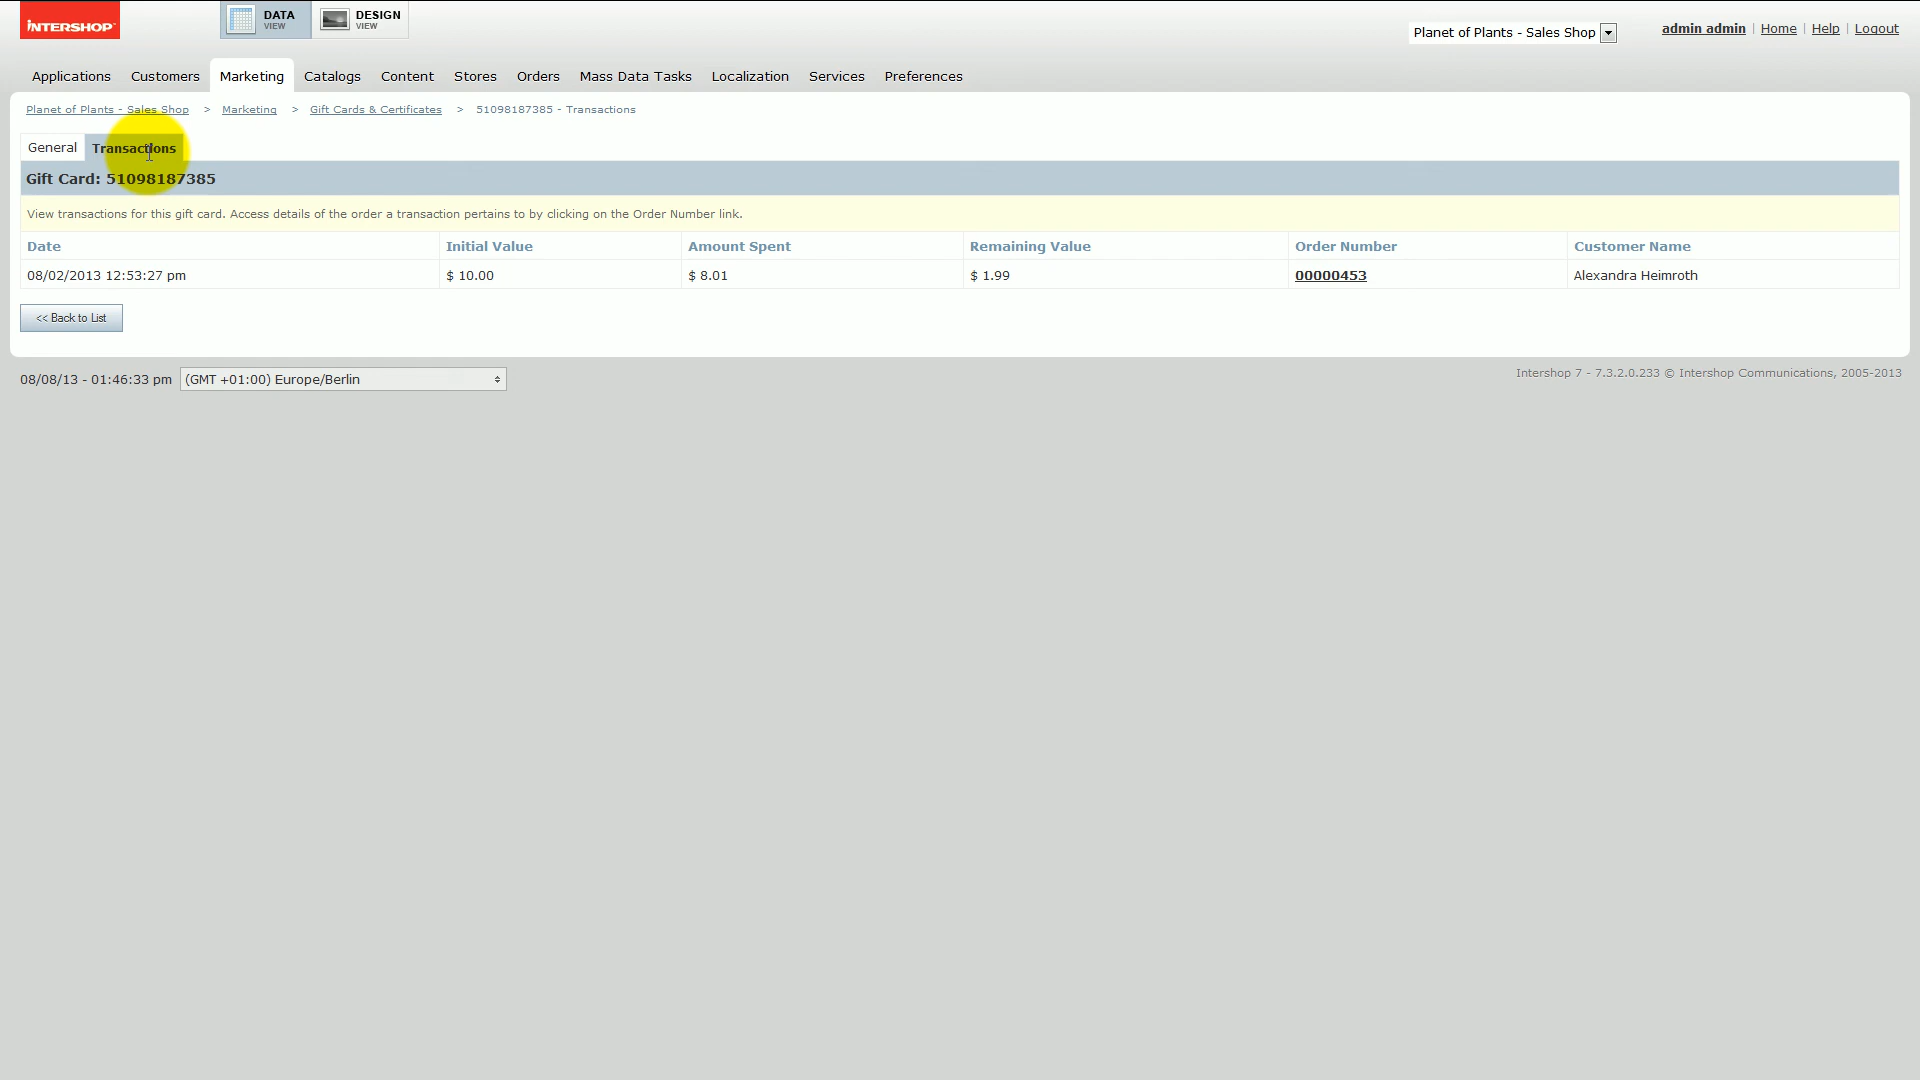 INTERSHOP
DATA
VIEW
DESIGN
VIEW
Planet of Plants - Sales Shop
admin admin | Home | Help | Logout
Applications Customers Marketing Catalogs Content Stores Orders Mass Data Tasks Localization Services Preferences
Planet of Plants - Sales Shop > Marketing > Gift Cards & Certificates > 51098187385 - Transactions
General Transactions
Gift Card: 51098187385
View transactions for this gift card. Access details of the order a transaction pertains to by clicking on the Order Number link.
Date Initial Value Amount Spent Remaining Value Order Number Customer Name
08/02/2013 12:53:27 pm $ 10.00 $ 8.01 $ 1.99 00000453 Alexandra Heimroth
<< Back to List
08/08/13 - 01:46:33 pm (GMT +01:00) Europe/Berlin
Intershop 7 - 7.3.2.0.233 © Intershop Communications, 2005-2013